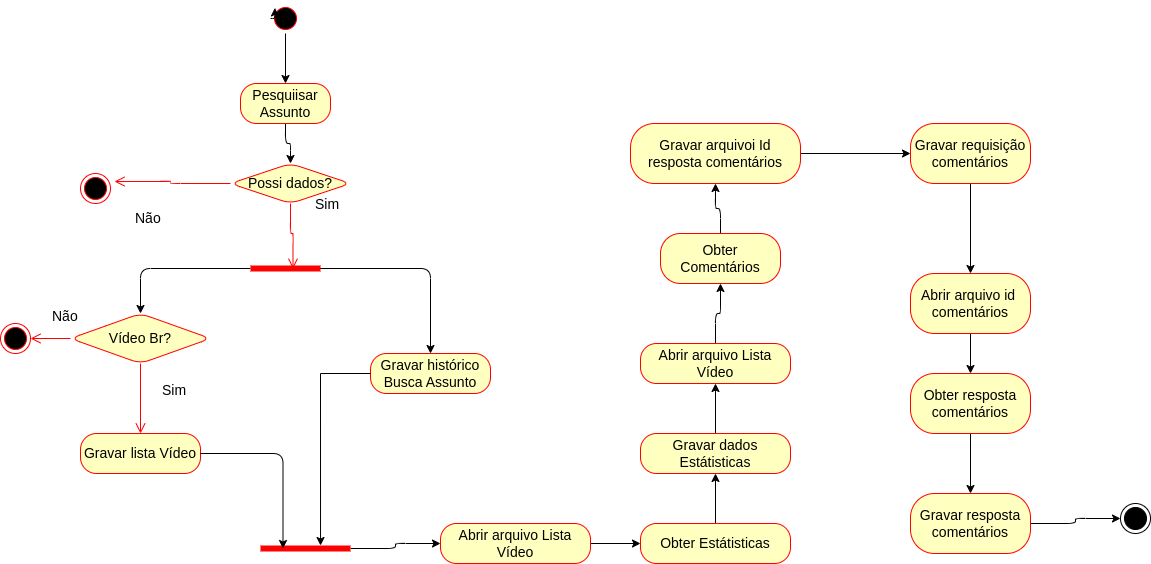 Pesquiisar
Assunto
Possi dados?
Sim
Não
Não
Vídeo Br?
Sim
Gravar histórico
Busca Assunto
Gravar lista Vídeo
Abrir arquivo Lista
Vídeo
Obter Estátisticas
Gravar dados
Estátisticas
Abrir arquivo Lista
Vídeo
Obter
Comentários
Gravar arquivoi Id
resposta comentários
Gravar requisição
comentários
Abrir arquivo id
comentários
Obter resposta
comentários
Gravar resposta
comentários